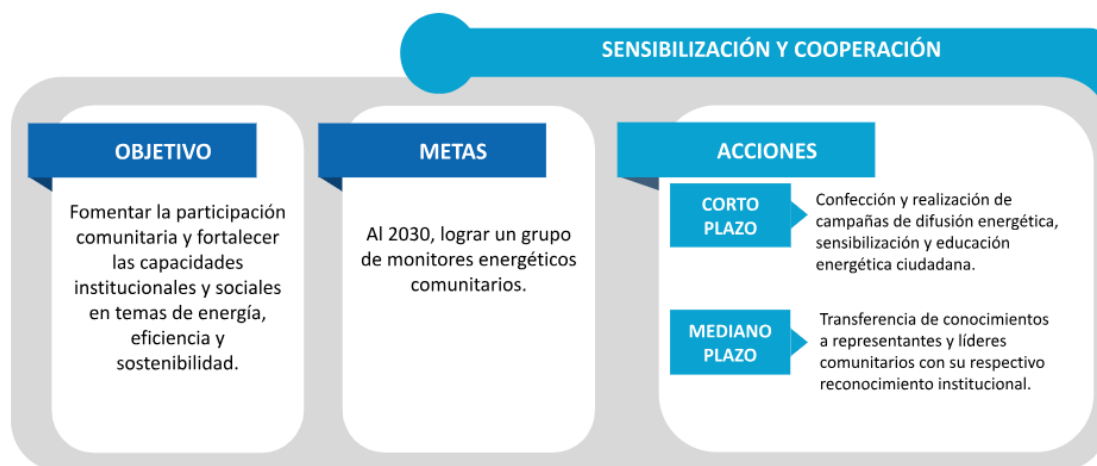 SENSIBILIZACIÓN Y COOPERACIÓN
OBJETIVO
Fomentar la participación
comunitaria y fortalecer
las capacidades
institucionales y sociales
en temas de energía,
eficiencia y
sostenibilidad.
METAS
Al 2030, lograr un grupo
de monitores energéticos
comunitarios.
ACCIONES
CORTO
PLAZO
Confección y realización de
campañas de difusión energética,
sensibilización y educación
energética ciudadana.
MEDIANO
PLAZO
Transferencia de conocimientos
a representantes y líderes
comunitarios con su respectivo
reconocimiento institucional.